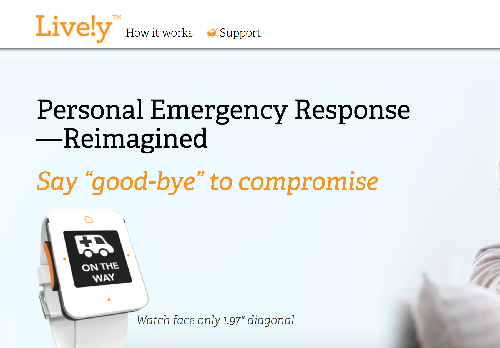 Live!y™ How it works Support
Personal Emergency Response
—Reimagined
Say “good-bye” to compromise
ON THE
WAY
Watch face only 1.97" diagonal